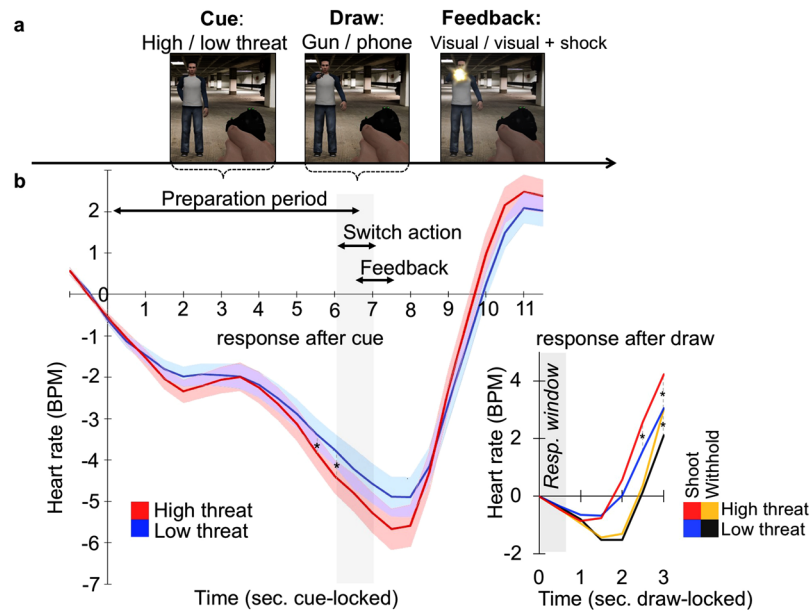 a
Cue:
High / low threat
Draw:
Gun / phone
Feedback:
Visual / visual + shock
b
Preparation period
Switch action
Feedback
2
1
0
-1
-2
-3
-4
-5
-6
-7
1 2 3 4 5 6 7 8 9 10 11
response after cue
Heart rate (BPM)
* *
High threat
Low threat
Time (sec. cue-locked)
response after draw
Heart rate (BPM)
4
2
0
-2
Resp. window
* * *
Shoot
Withhold
High threat
Low threat
0 1 2 3
Time (sec. draw-locked)